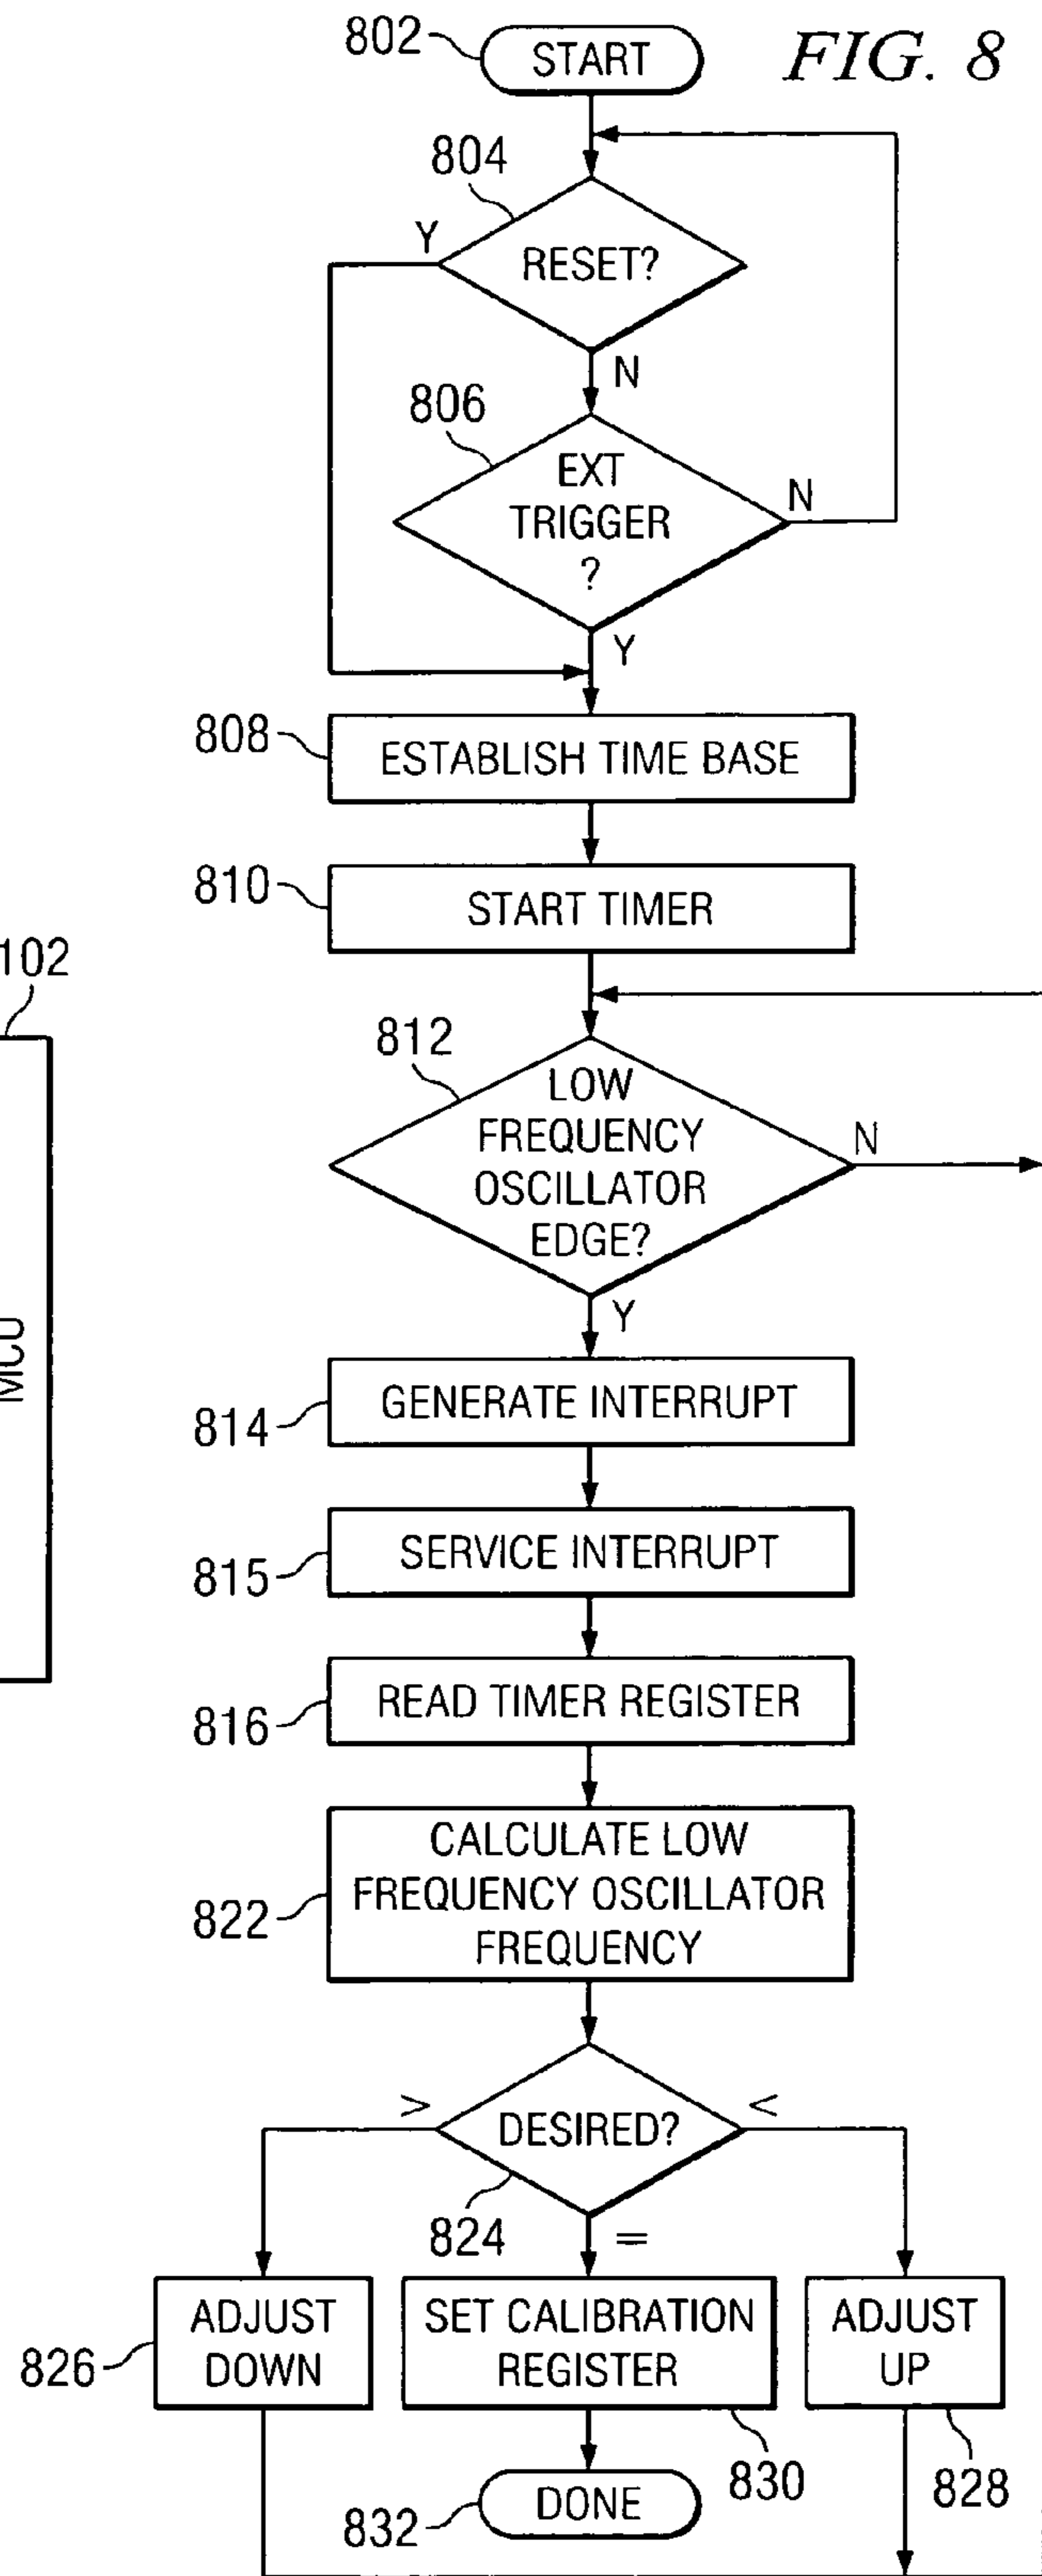 802
START
FIG. 8
804
Y
RESET?
N
806
EXT
TRIGGER
?
N
Y
808
ESTABLISH TIME BASE
810
START TIMER
102
MCU
812
LOW
FREQUENCY
OSCILLATOR
EDGE?
N
Y
814
GENERATE INTERRUPT
815
SERVICE INTERRUPT
816
READ TIMER REGISTER
822
CALCULATE LOW
FREQUENCY OSCILLATOR
FREQUENCY
>
DESIRED?
<
824
=
826
ADJUST
DOWN
SET CALIBRATION
REGISTER
ADJUST
UP
830
828
832
DONE